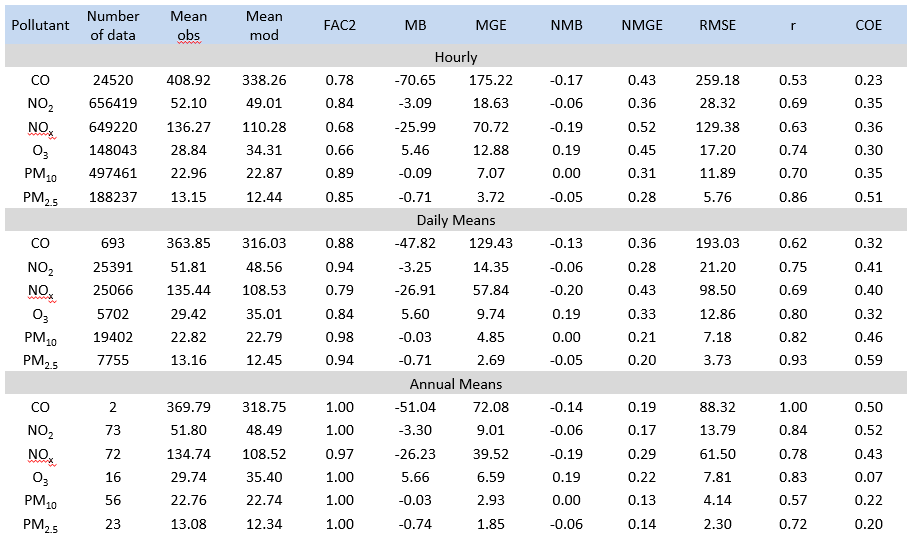 Pollutant Number of data Mean obs Mean mod FAC2 MB MGE NMB NMGE RMSE r COE
Hourly
CO 24520 408.92 338.26 0.78 -70.65 175.22 -0.17 0.43 259.18 0.53 0.23
NO2 656419 52.10 49.01 0.84 -3.09 18.63 -0.06 0.36 28.32 0.69 0.35
NOx 649220 136.27 110.28 0.68 -25.99 70.72 -0.19 0.52 129.38 0.63 0.36
O3 148043 28.84 34.31 0.66 5.46 12.88 0.19 0.45 17.20 0.74 0.30
PM10 497461 22.96 22.87 0.89 -0.09 7.07 0.00 0.31 11.89 0.70 0.35
PM2.5 188237 13.15 12.44 0.85 -0.71 3.72 -0.05 0.28 5.76 0.86 0.51
Daily Means
CO 693 363.85 316.03 0.88 -47.82 129.43 -0.13 0.36 193.03 0.62 0.32
NO2 25391 51.81 48.56 0.94 -3.25 14.35 -0.06 0.28 21.20 0.75 0.41
NOx 25066 135.44 108.53 0.79 -26.91 57.84 -0.20 0.43 98.50 0.69 0.40
O3 5702 29.42 35.01 0.84 5.60 9.74 0.19 0.33 12.86 0.80 0.32
PM10 19402 22.82 22.79 0.98 -0.03 4.85 0.00 0.21 7.18 0.82 0.46
PM2.5 7755 13.16 12.45 0.94 -0.71 2.69 -0.05 0.20 3.73 0.93 0.59
Annual Means
CO 2 369.79 318.75 1.00 -51.04 72.08 -0.14 0.19 88.32 1.00 0.50
NO2 73 51.80 48.49 1.00 -3.30 9.01 -0.06 0.17 13.79 0.84 0.52
NOx 72 134.74 108.52 0.97 -26.23 39.52 -0.19 0.29 61.50 0.78 0.43
O3 16 29.74 35.40 1.00 5.66 6.59 0.19 0.22 7.81 0.83 0.07
PM10 56 22.76 22.74 1.00 -0.03 2.93 0.00 0.13 4.14 0.57 0.22
PM2.5 23 13.08 12.34 1.00 -0.74 1.85 -0.06 0.14 2.30 0.72 0.20